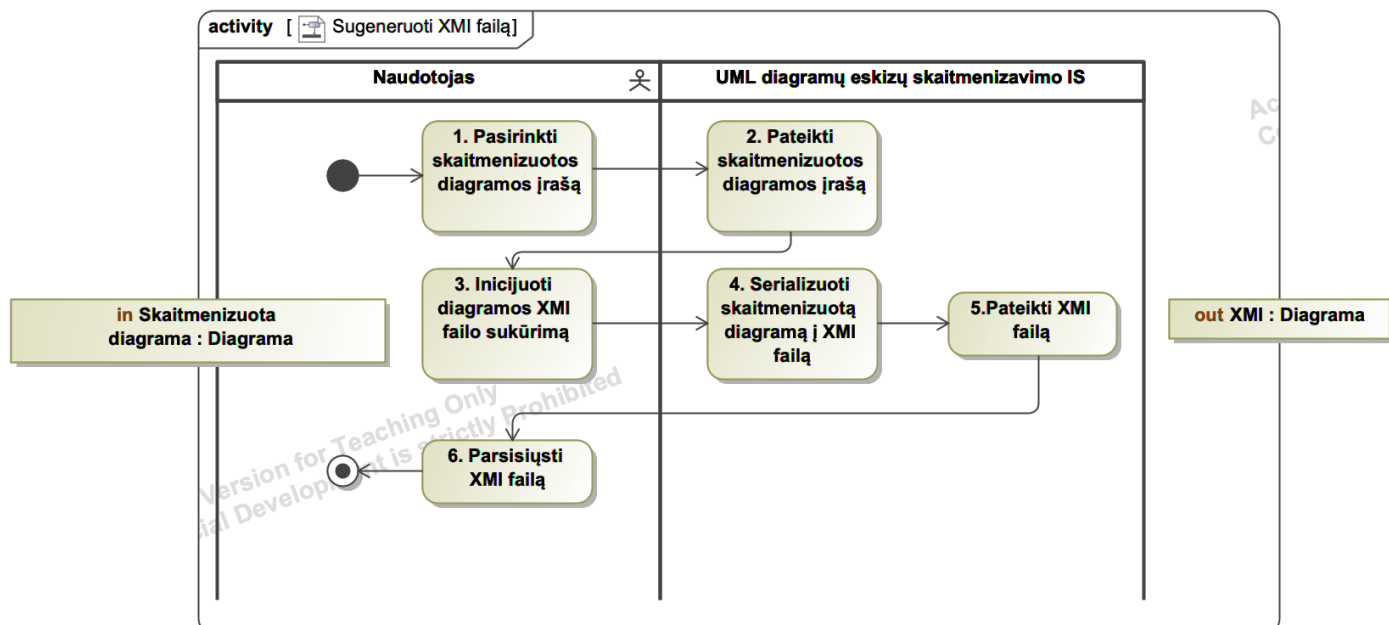 activity [ Sugeneruoti XMI failą]
Naudotojas
UML diagramų eskizų skaitmenizavimo IS
1. Pasirinkti
skaitmenizuotos
diagramos įrašą
2. Pateikti
skaitmenizuotos
diagramos įrašą
in Skaitmenizuota
diagrama : Diagrama
3. Inicijuoti
diagramos XMI
failo sukūrimą
4. Serializuoti
skaitmenizuotą
diagramą į XMI
failą
5.Pateikti XMI
failą
out XMI : Diagrama
6. Parsisiųsti
XMI failą
Version for Teaching Only
Development is strictly Prohibited